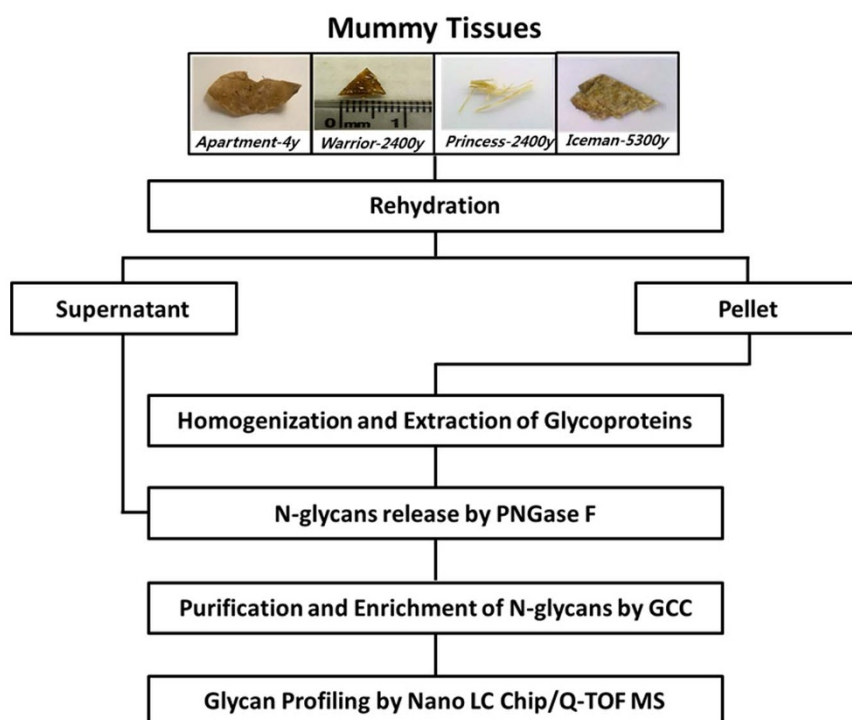 Mummy Tissues
0 mm 1
Apartment-4y Warrior-2400y Princess-2400y Iceman-5300y
Rehydration
Supernatant Pellet
Homogenization and Extraction of Glycoproteins
N-glycans release by PNGase F
Purification and Enrichment of N-glycans by GCC
Glycan Profiling by Nano LC Chip/Q-TOF MS